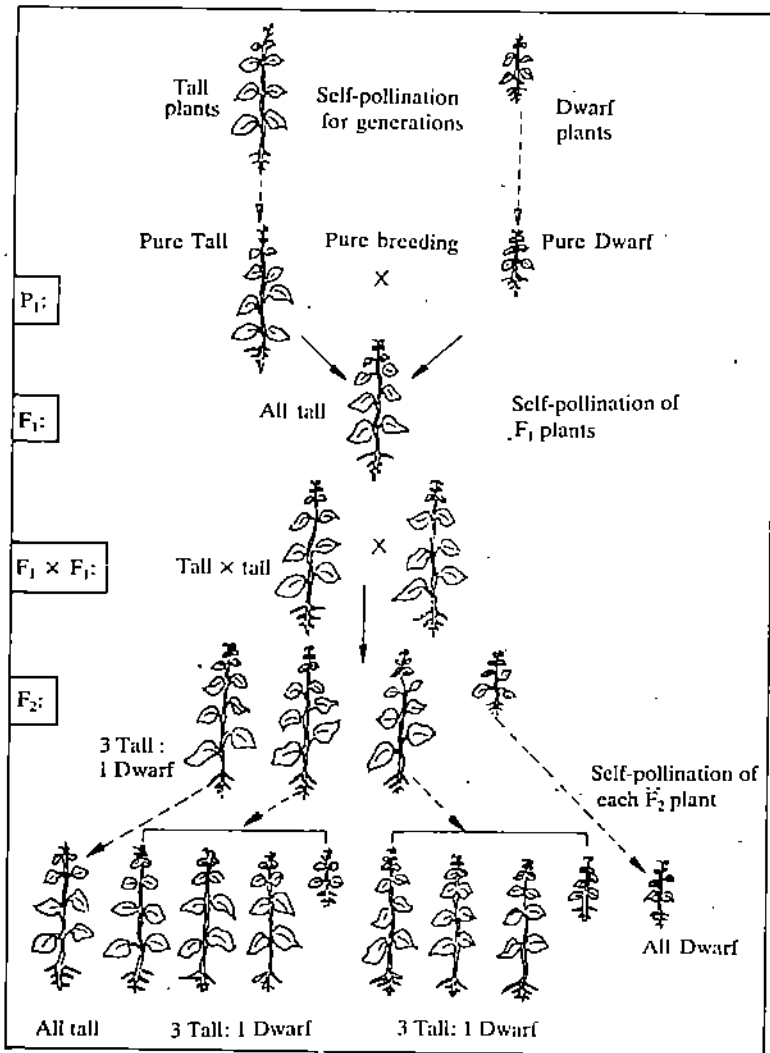 Tall
plants
Self-pollination
for generations
Dwarf
plants
Pure Tall
Pure breeding
Pure Dwarf
×
P₁:
All tall
F₁:
Self-pollination of
F₁ plants
F₁ × F₁:
Tall × tall
×
F₂:
3 Tall :
1 Dwarf
Self-pollination of
each F₂ plant
All Dwarf
All tall
3 Tall: 1 Dwarf
3 Tall: 1 Dwarf